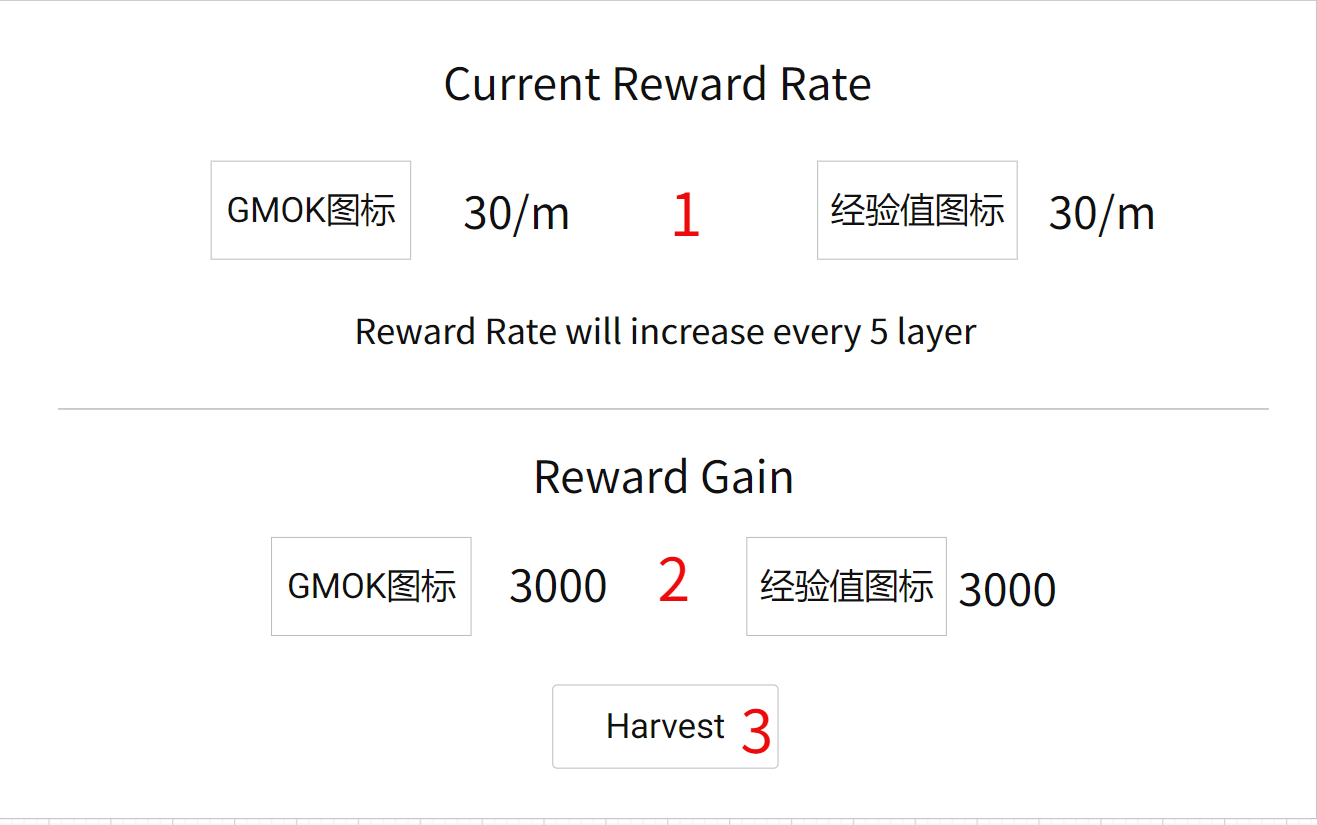 Current Reward Rate
GMOK图标 30/m 1 经验值图标 30/m
Reward Rate will increase every 5 layer
Reward Gain
GMOK图标 3000 2 经验值图标 3000
Harvest 3